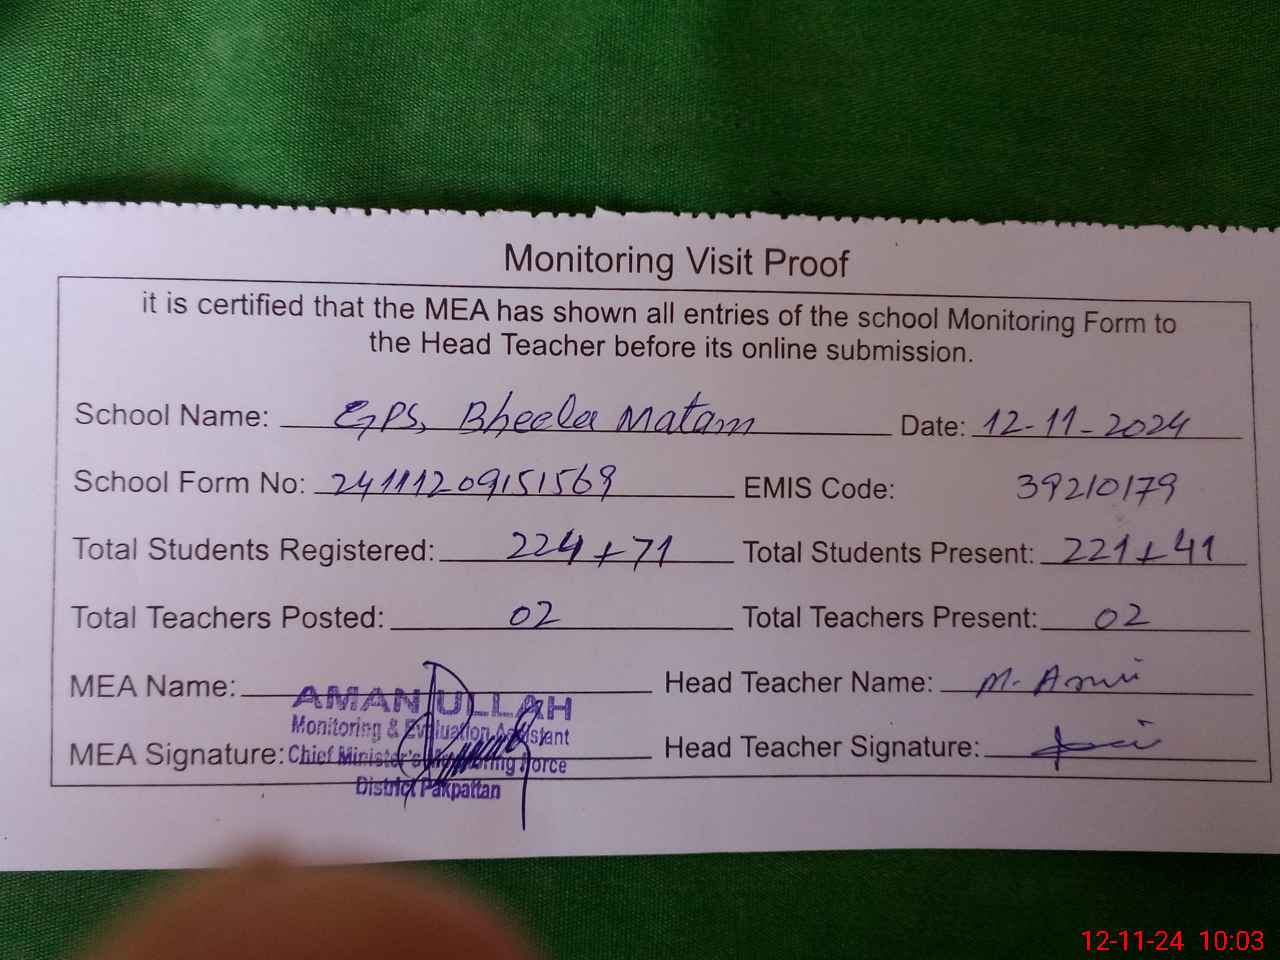 Monitoring Visit Proof
it is certified that the MEA has shown all entries of the school Monitoring Form to
the Head Teacher before its online submission.
School Name: GPS, Bheela Matam Date: 12-11-2024
School Form No: 24111209151569 EMIS Code: 39210179
Total Students Registered: 224+71 Total Students Present: 221+41
Total Teachers Posted: 02 Total Teachers Present: 02
MEA Name: AMAN ULLAH Head Teacher Name: M.
Monitoring & Evaluation Assistant
MEA Signature: Chief Minister's Monitoring Force Head Teacher Signature:
District Pakpattan
12-11-24 10:03